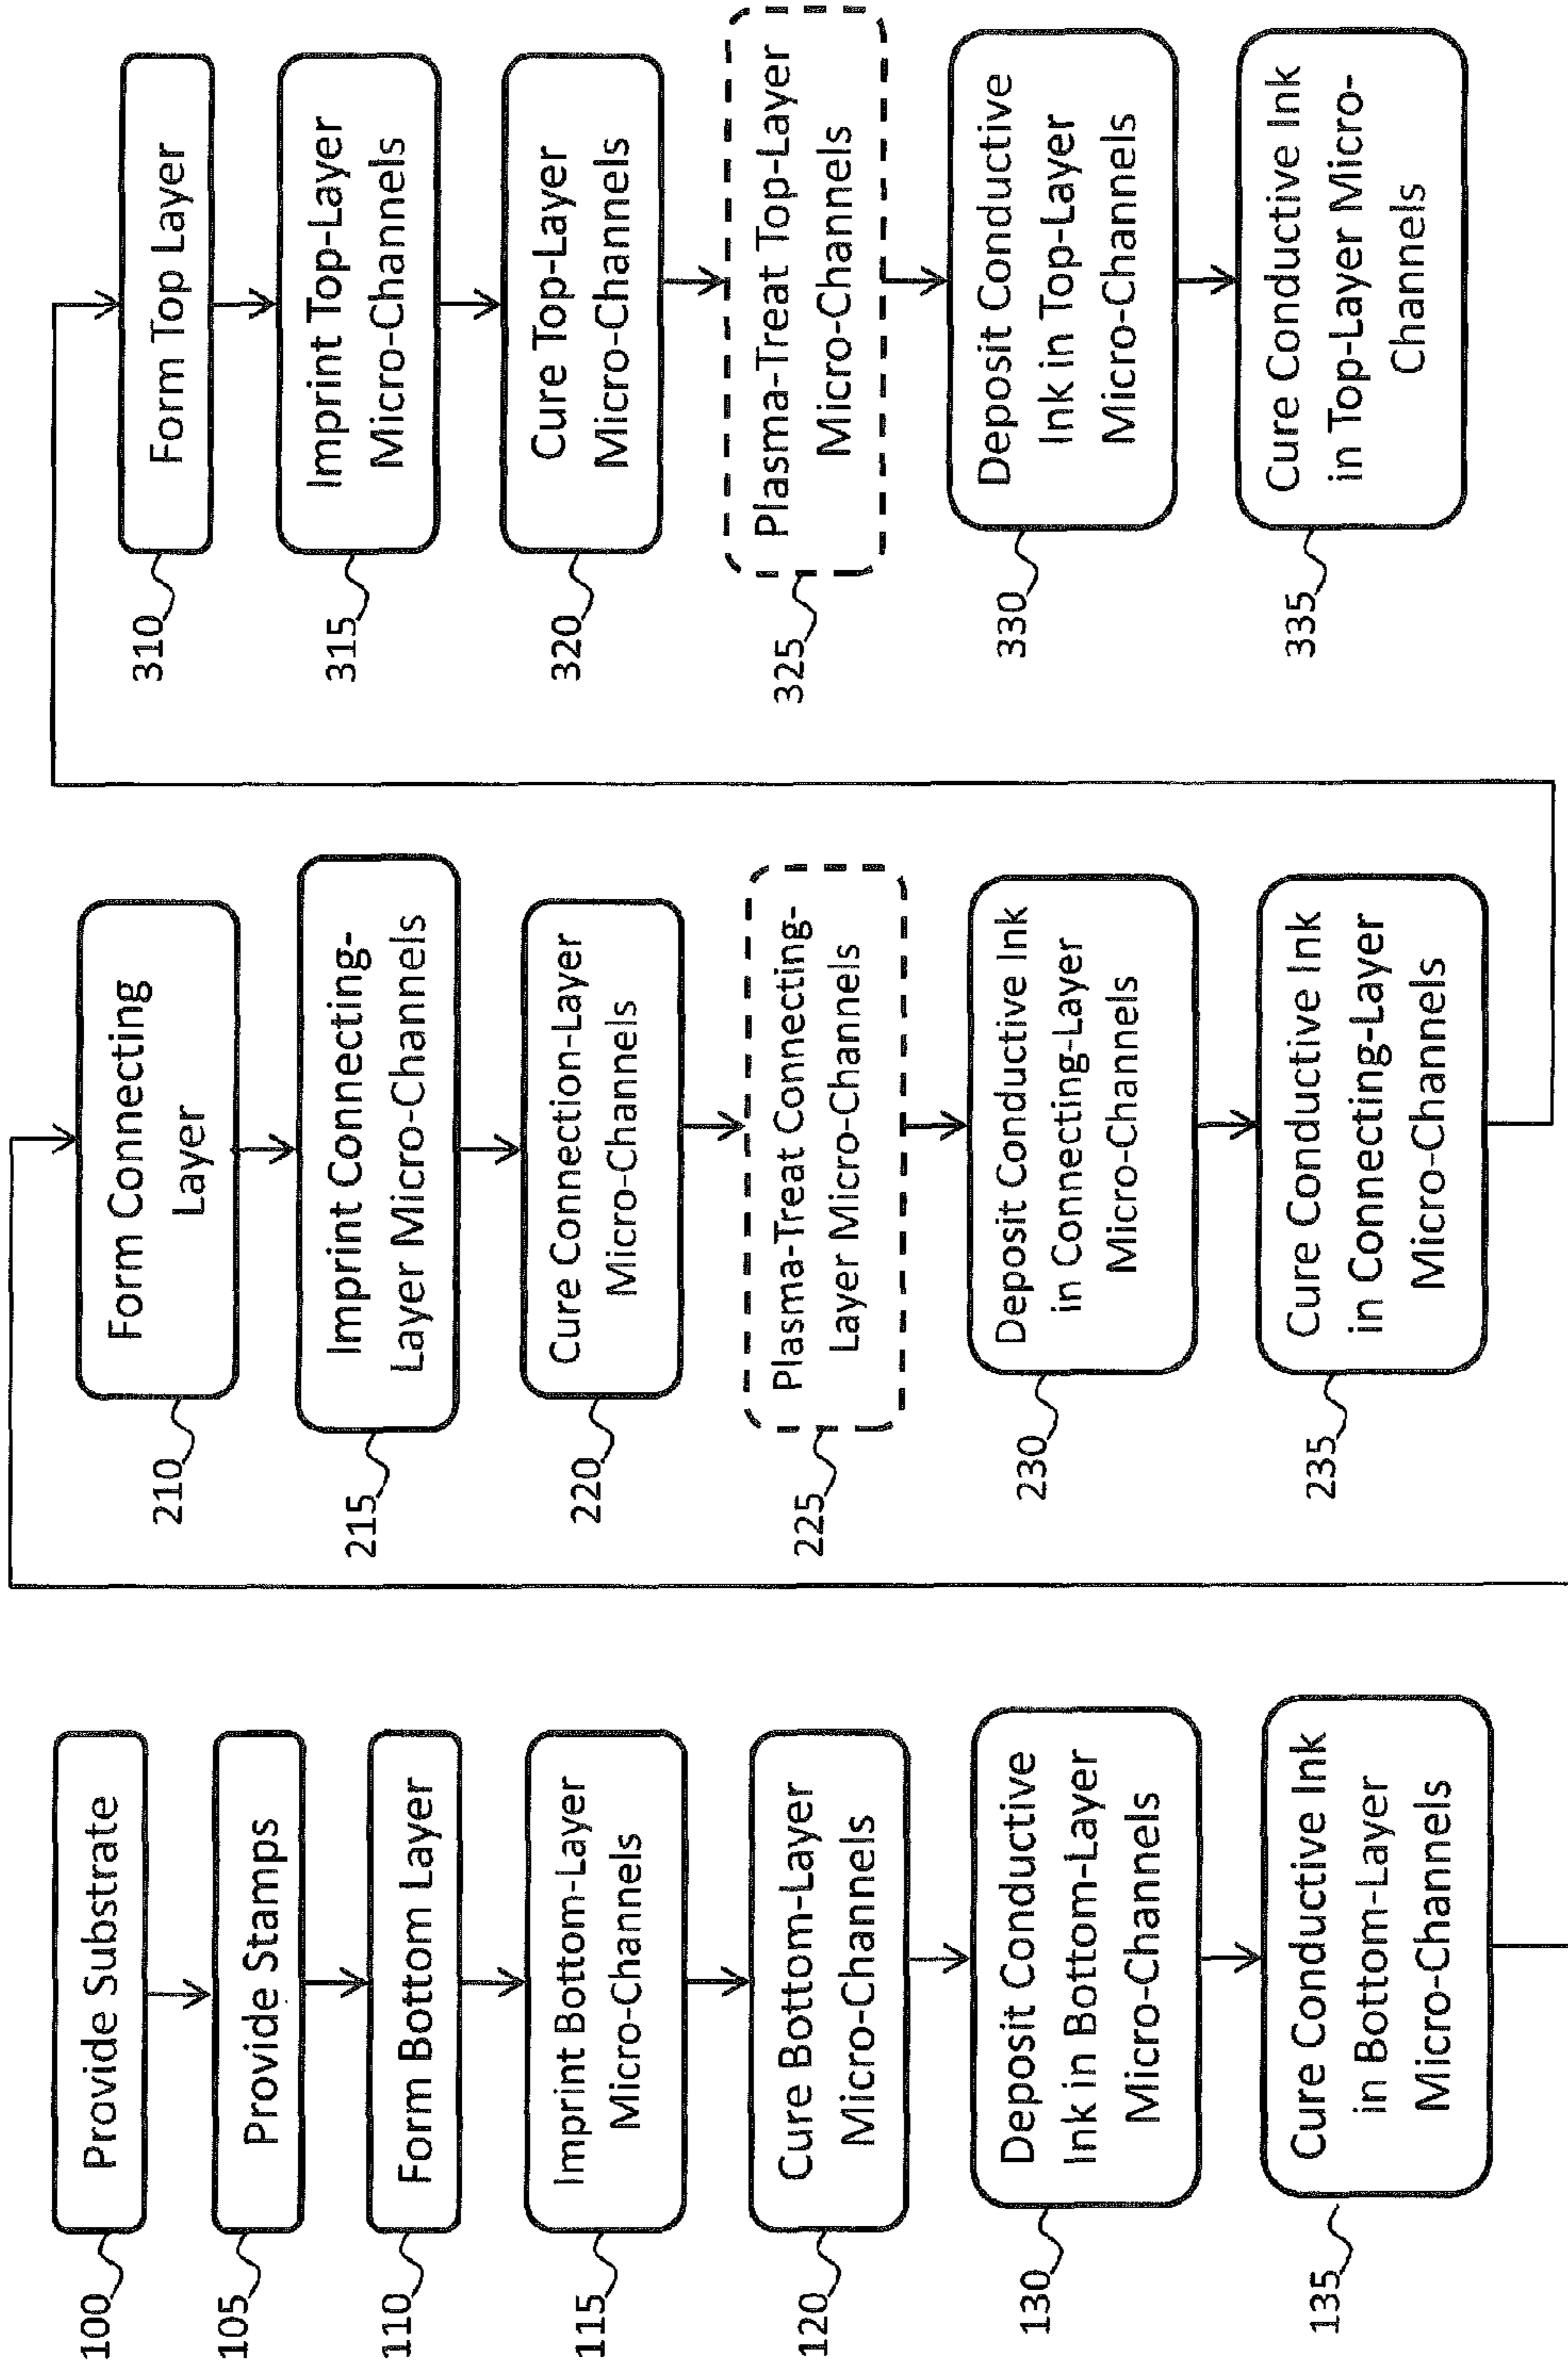 100
Provide Substrate
105
Provide Stamps
110
Form Bottom Layer
115
Imprint Bottom-Layer
Micro-Channels
120
Cure Bottom-Layer
Micro-Channels
130
Deposit Conductive
Ink in Bottom-Layer
Micro-Channels
135
Cure Conductive Ink
in Bottom-Layer
Micro-Channels
210
Form Connecting
Layer
215
Imprint Connecting-
Layer Micro-Channels
220
Cure Connection-Layer
Micro-Channels
225
Plasma-Treat Connecting-
Layer Micro-Channels
230
Deposit Conductive Ink
in Connecting-Layer
Micro-Channels
235
Cure Conductive Ink
in Connecting-Layer
Micro-Channels
310
Form Top Layer
315
Imprint Top-Layer
Micro-Channels
320
Cure Top-Layer
Micro-Channels
325
Plasma-Treat Top-Layer
Micro-Channels
330
Deposit Conductive
Ink in Top-Layer
Micro-Channels
335
Cure Conductive Ink
in Top-Layer Micro-
Channels